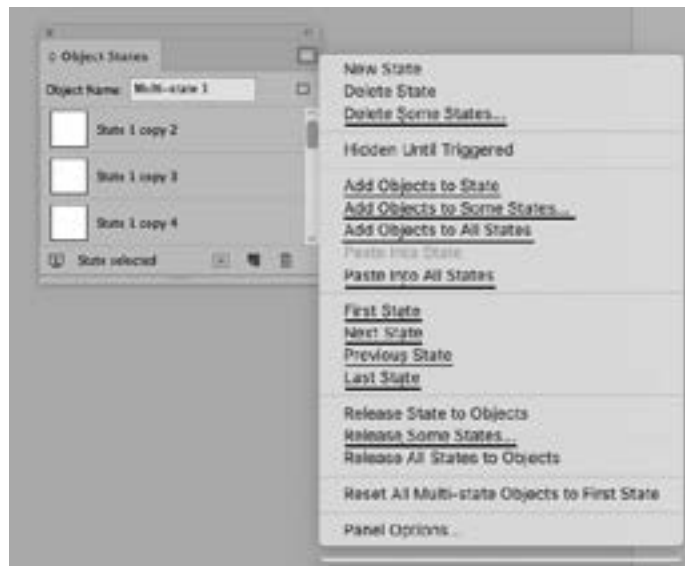 Object States
Object Name: Multi-state 1
State 1 copy 2
State 1 copy 3
State 1 copy 4
State selected
New State
Delete State
Delete Some States...
Hidden Until Triggered
Add Objects to State
Add Objects to Some States...
Add Objects to All States
Paste Into State
Paste Into All States
First State
Next State
Previous State
Last State
Release State to Objects
Release Some States...
Release All States to Objects
Reset All Multi-state Objects to First State
Panel Options...